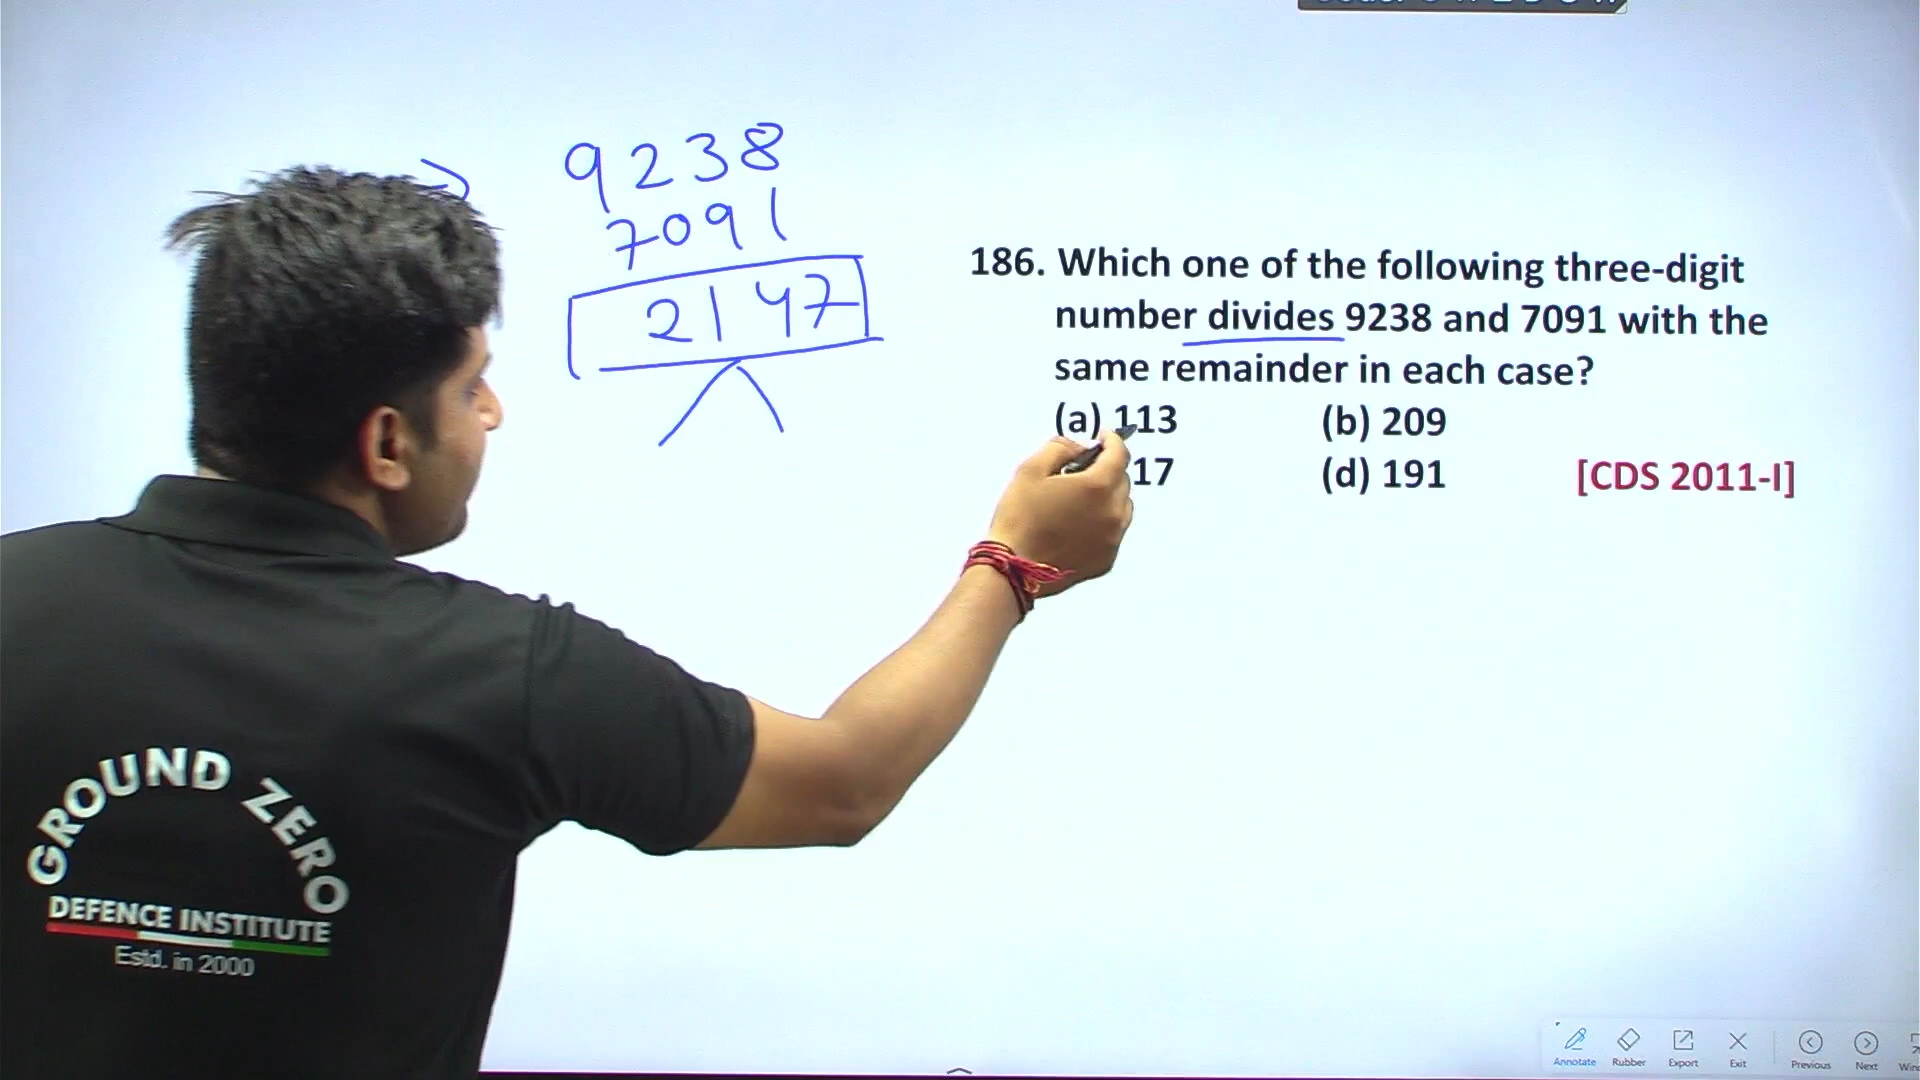 9238
7091
2147
186. Which one of the following three-digit
number divides 9238 and 7091 with the
same remainder in each case?
(a) 113 (b) 209
17 (d) 191 [CDS 2011-I]
GROUND ZERO
DEFENCE INSTITUTE
Estd. in 2000
Annotate Rubber Export Exit Previous Next